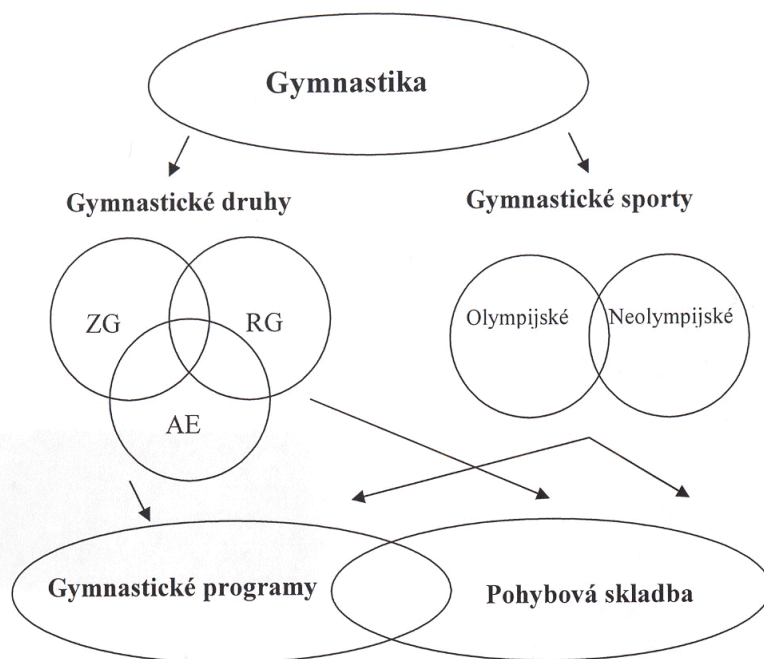 Gymnastika
Gymnastické druhy
Gymnastické sporty
ZG
RG
AE
Olympijské
Neolympijské
Gymnastické programy
Pohybová skladba